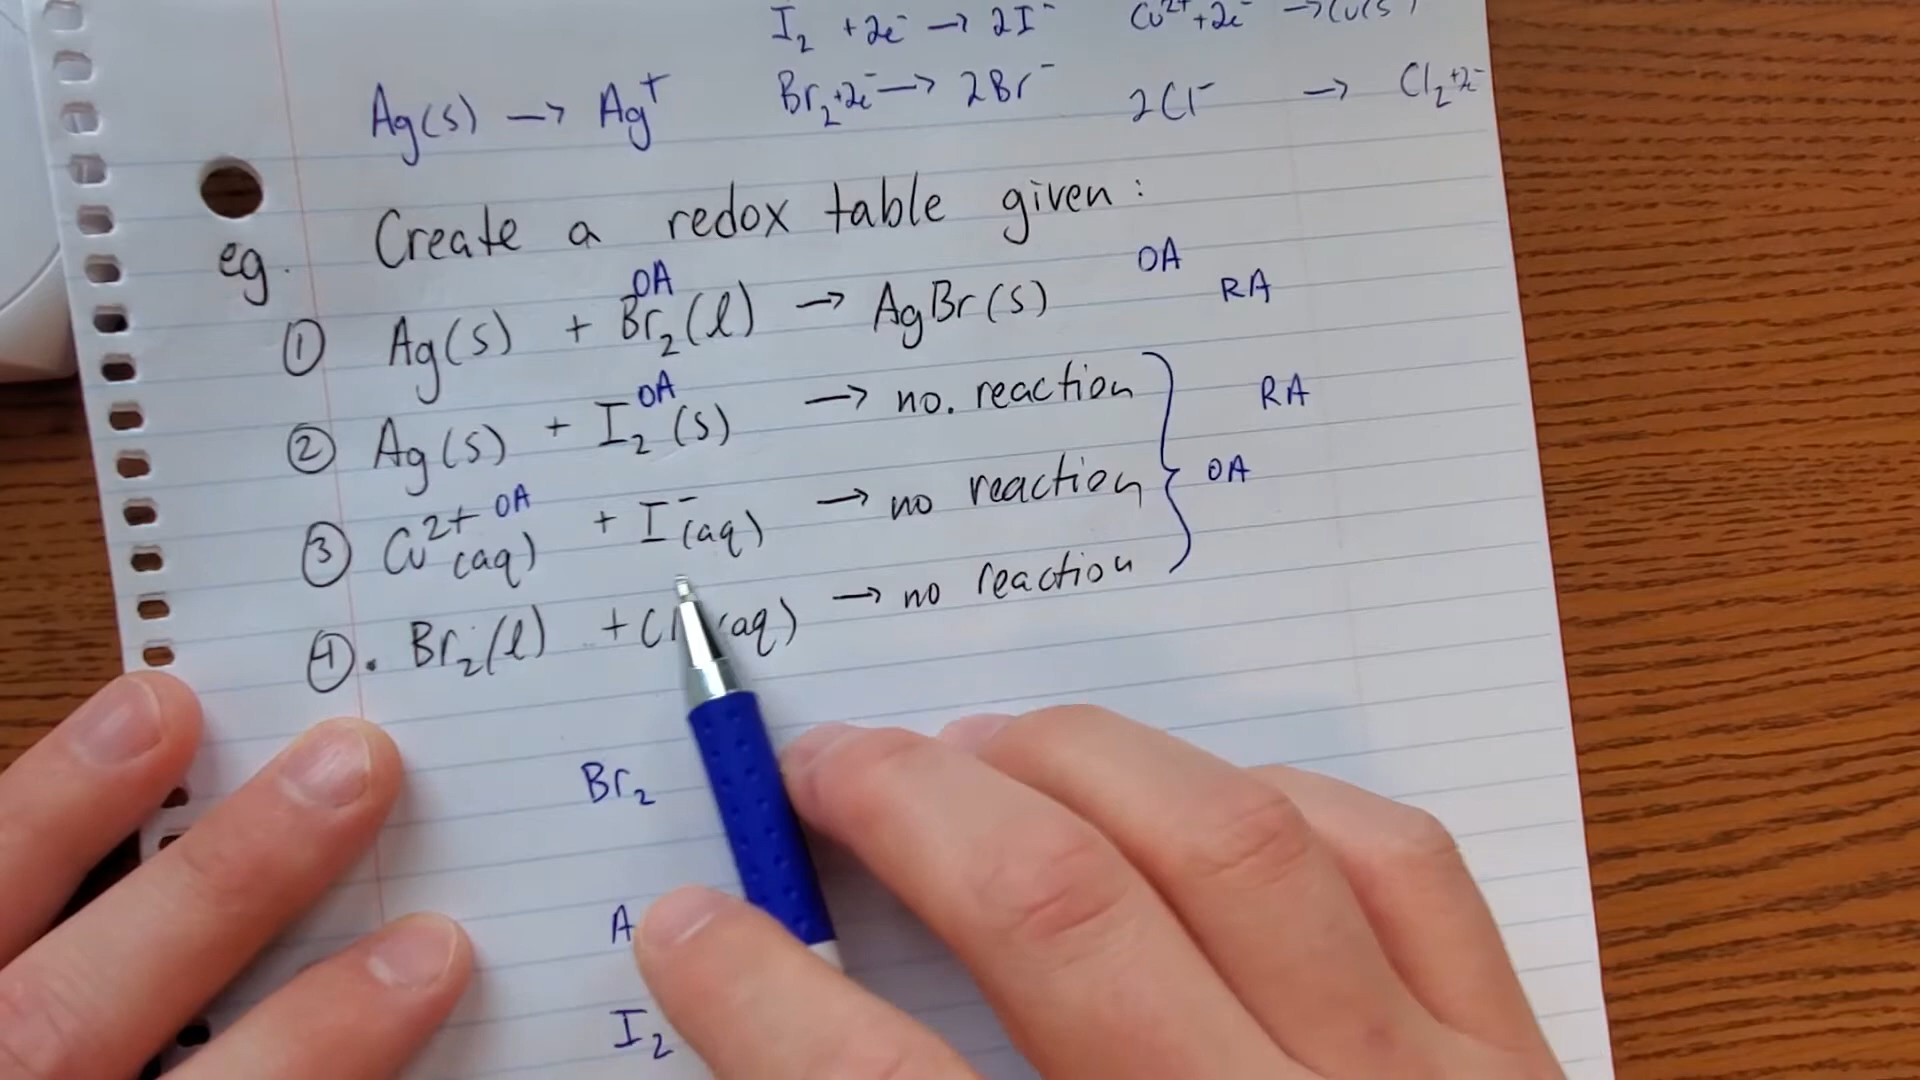 I₂ + 2e⁻ → 2I⁻ Cu²⁺ + 2e⁻ → Cu(s)
Ag(s) → Ag⁺ Br₂ + 2e⁻ → 2Br⁻ 2Cl⁻ → Cl₂ + 2e⁻
eg. Create a redox table given:
① Ag(s) + Br₂(l) → AgBr(s)
OA
OA
RA
② Ag(s) + I₂(s) → no. reaction
OA
RA
③ Cu²⁺(aq) + I⁻(aq) → no reaction
OA
OA
④. Br₂(l) + (aq) → no reaction
Br₂
A
I₂